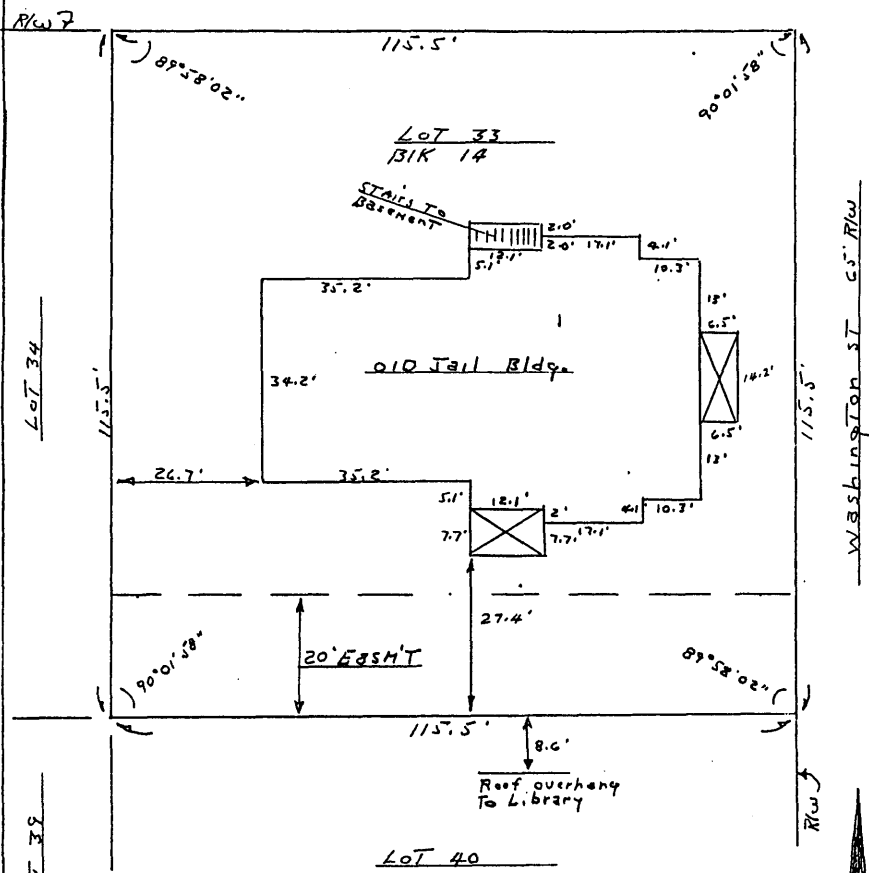 R/W 7
115.5'
89°58'02"
90°01'58"
LOT 33
BLK 14
STAIRS TO
BASEMENT
2.0'
12.1'
2.0'
17.1'
4.1'
5.1'
10.3'
35.2'
13'
6.5'
14.2'
6.5'
13'
OLD Jail Bldg.
34.2'
LOT 34
115.5'
115.5'
Washington ST 65' R/W
26.7'
35.2'
5.1'
12.1'
2'
4.1'
10.3'
7.7'
7.7'
17.1'
27.4'
20' EASM'T
90°01'58"
89°58'02"
115.5'
8.6'
Roof overhang
To Library
R/W
39
LOT 40